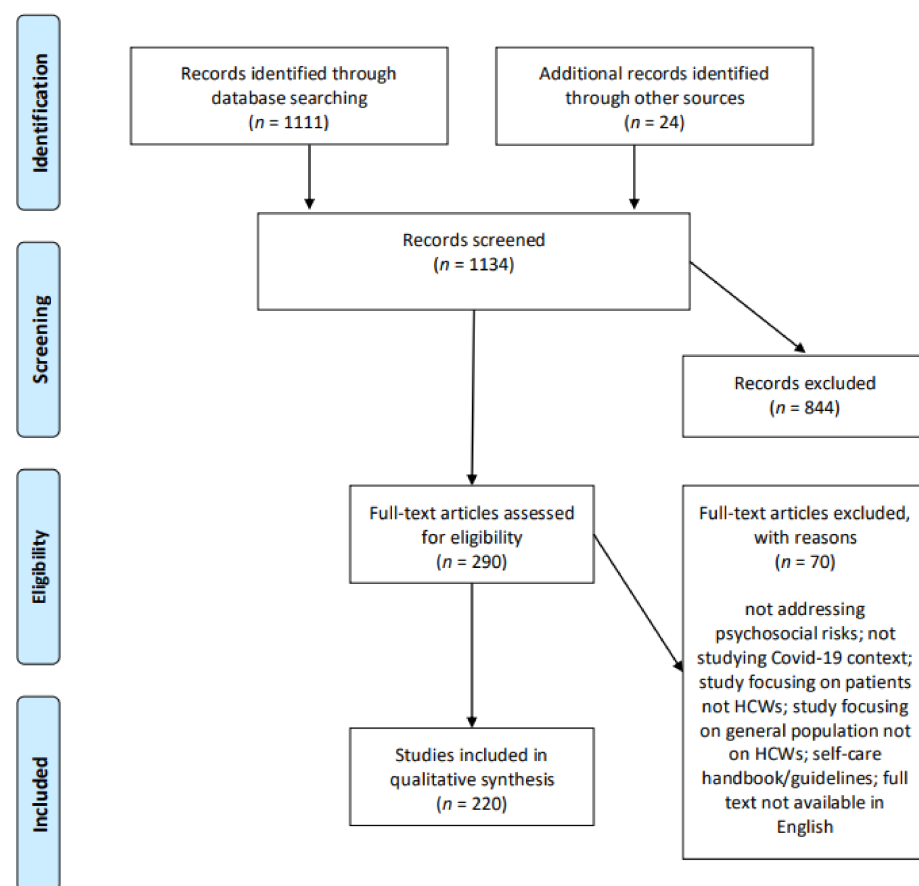 Identification
Records identified through
database searching
(n = 1111)
Additional records identified
through other sources
(n = 24)
Screening
Records screened
(n = 1134)
Records excluded
(n = 844)
Eligibility
Full-text articles assessed
for eligibility
(n = 290)
Full-text articles excluded,
with reasons
(n = 70)
not addressing
psychosocial risks; not
studying Covid-19 context;
study focusing on patients
not HCWs; study focusing
on general population not
on HCWs; self-care
handbook/guidelines; full
text not available in
English
Included
Studies included in
qualitative synthesis
(n = 220)